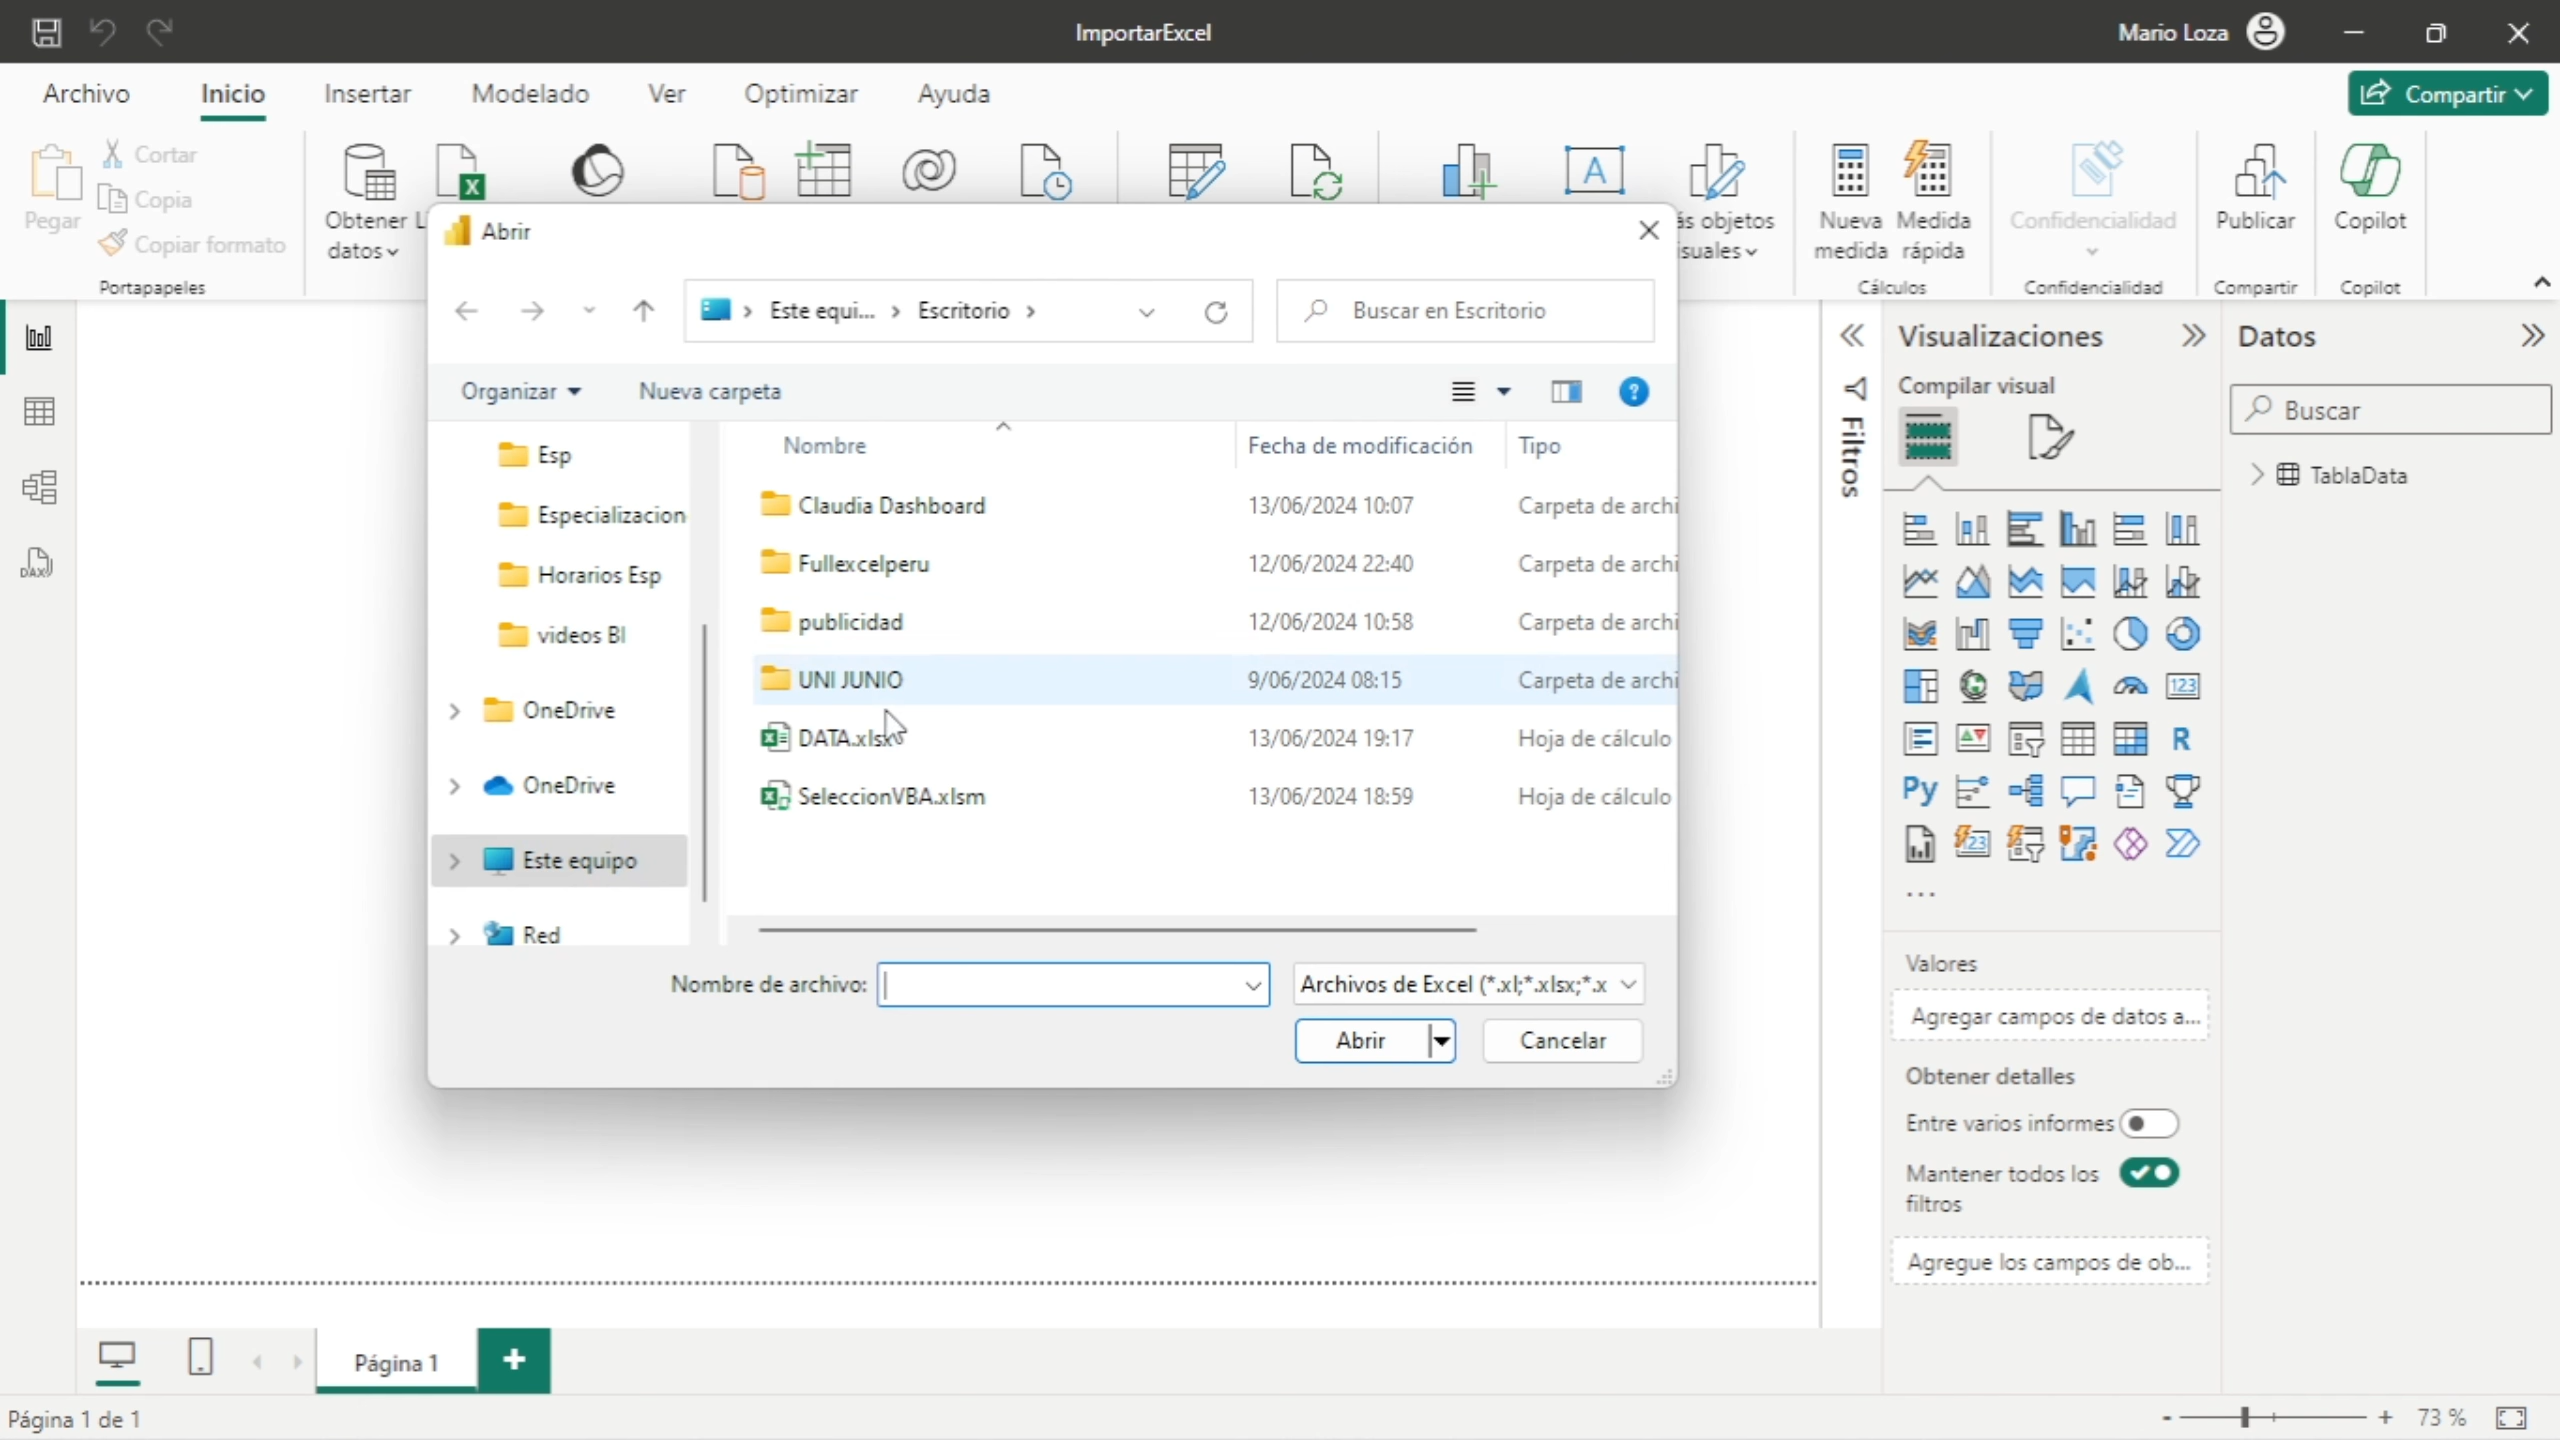 ImportarExcel
Mario Loza
Archivo Inicio Insertar Modelado Ver Optimizar Ayuda
Compartir
Pegar
Cortar
Copia
Copiar formato
Portapapeles
Obtener
datos
isuales
Nueva
medida
Medida
rápida
Cálculos
Confidencialidad
Confidencialidad
Publicar
Compartir
Copilot
Copilot
Abrir
Este equi... Escritorio
Buscar en Escritorio
Organizar Nueva carpeta
Esp
Especializacion
Horarios Esp
videos BI
OneDrive
OneDrive
Este equipo
Red
Nombre Fecha de modificación Tipo
Claudia Dashboard 13/06/2024 10:07 Carpeta de archi
Fullexcelperu 12/06/2024 22:40 Carpeta de archi
publicidad 12/06/2024 10:58 Carpeta de archi
UNI JUNIO 9/06/2024 08:15 Carpeta de archi
DATA.xlsx 13/06/2024 19:17 Hoja de cálculo
SeleccionVBA.xlsm 13/06/2024 18:59 Hoja de cálculo
Nombre de archivo:
Archivos de Excel (*.xl;*.xlsx;*.x
Abrir Cancelar
Filtros
Visualizaciones
Compilar visual
123
R
Py
123
...
Valores
Agregar campos de datos a...
Obtener detalles
Entre varios informes
Mantener todos los
filtros
Agregue los campos de ob...
Datos
Buscar
TablaData
DAX
Página 1
+
Página 1 de 1
- + 73 %